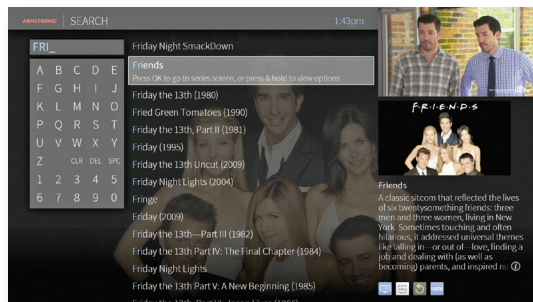 ARMSTRONG
SEARCH
1:43pm
FRI_
A B C D E
F G H I J
K L M N O
P Q R S T
U V W X Y
Z CLR DEL SPC
1 2 3 4 5
6 7 8 9 0
Friday Night SmackDown
Friends
Press OK to go to series screen, or press & hold to view options
Friday the 13th (1980)
Fried Green Tomatoes (1990)
Friday the 13th, Part II (1981)
Friday (1995)
Friday the 13th Uncut (2009)
Friday Night Lights (2004)
Fringe
Friday (2009)
Friday the 13th—Part III (1982)
Friday the 13th Part IV: The Final Chapter (1984)
Friday Night Lights
Friday the 13th Part V: A New Beginning (1985)
F·R·I·E·N·D·S
Friends
A classic sitcom that reflected the lives
of six twentysomething friends: three
men and three women, living in New
York. Sometimes touching and often
hilarious, it addressed universal themes
like falling in—or out of—love, finding a
job and dealing with (as well as
becoming) parents, and inspired nu